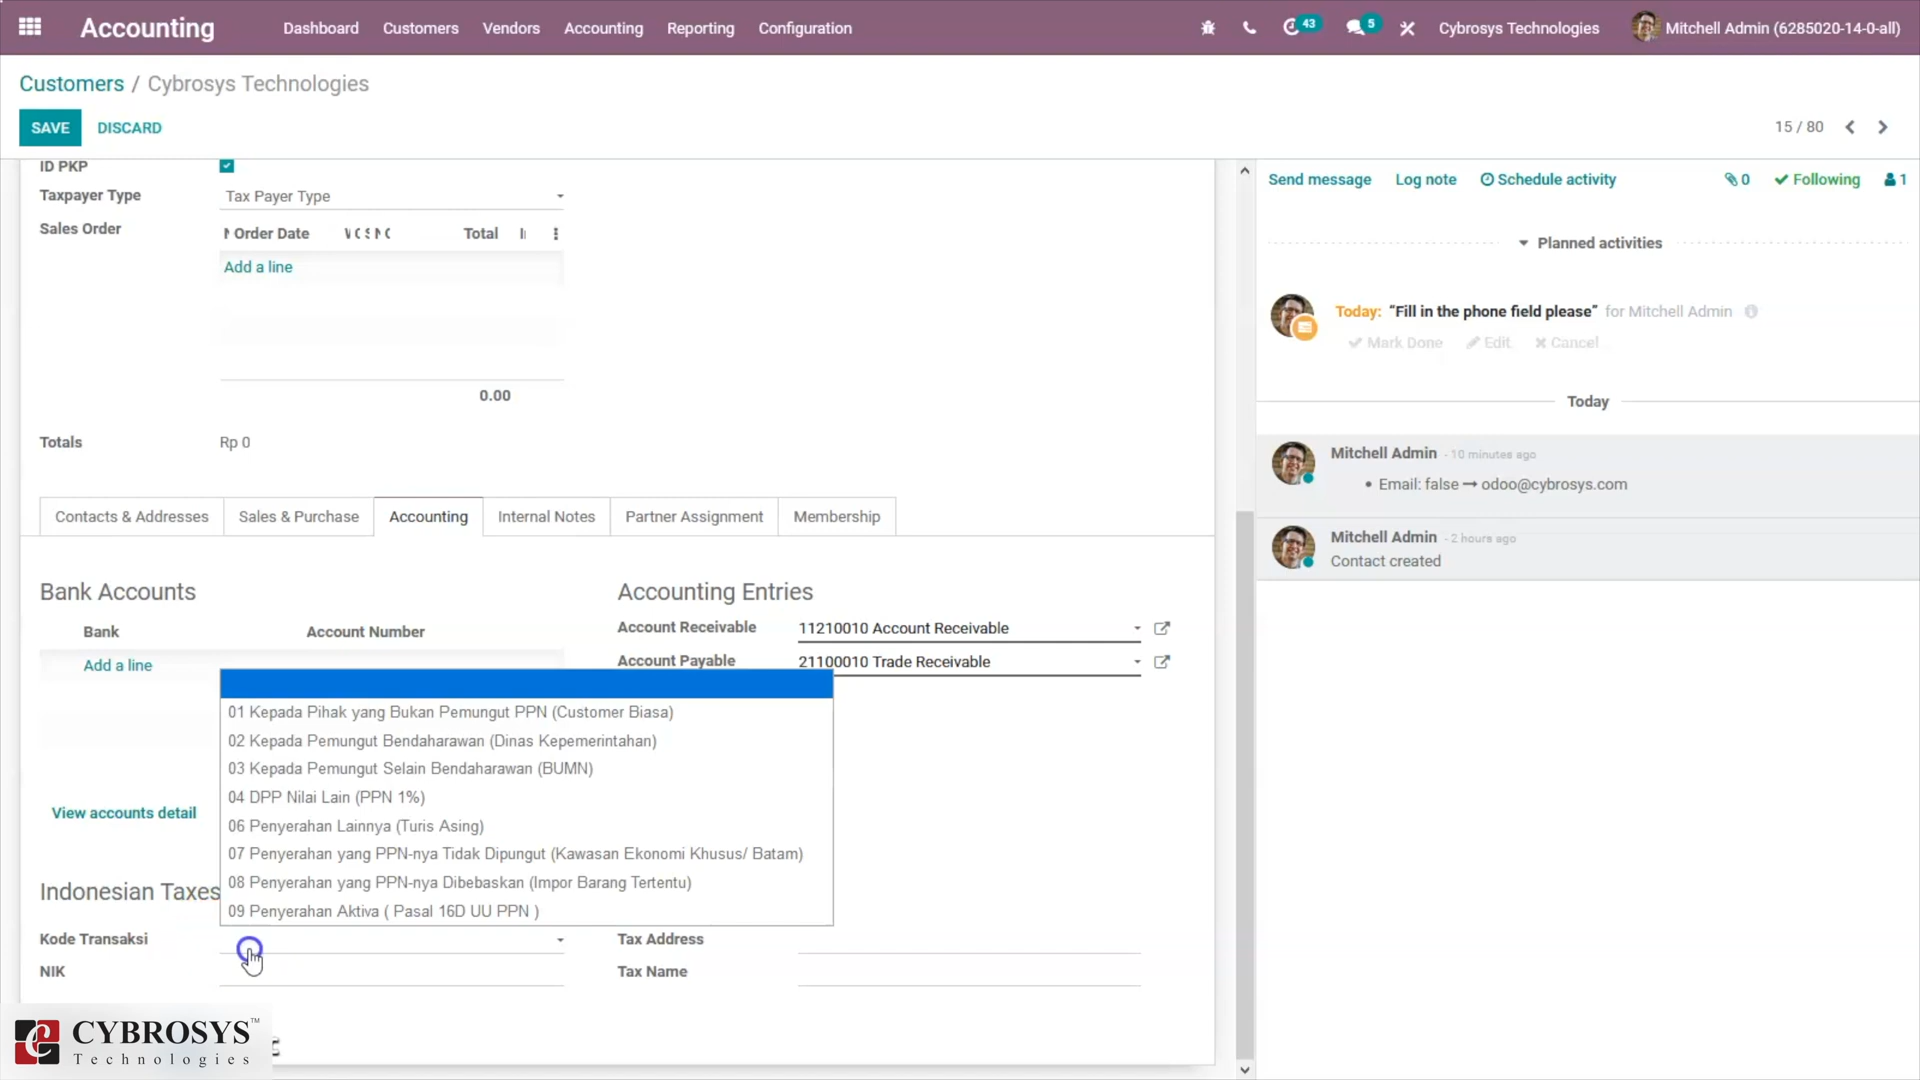 Accounting
Dashboard
Customers
Vendors
Accounting
Reporting
Configuration
43
5
Cybrosys Technologies
Mitchell Admin (6285020-14-0-all)
Customers / Cybrosys Technologies
SAVE
DISCARD
15 / 80
ID PKP
Taxpayer Type
Tax Payer Type
Sales Order
Order Date
Total
Add a line
0.00
Totals
Rp 0
Contacts & Addresses
Sales & Purchase
Accounting
Internal Notes
Partner Assignment
Membership
Bank Accounts
Bank
Account Number
Add a line
View accounts detail
Accounting Entries
Account Receivable
11210010 Account Receivable
Account Payable
21100010 Trade Receivable
01 Kepada Pihak yang Bukan Pemungut PPN (Customer Biasa)
02 Kepada Pemungut Bendaharawan (Dinas Kepemerintahan)
03 Kepada Pemungut Selain Bendaharawan (BUMN)
04 DPP Nilai Lain (PPN 1%)
06 Penyerahan Lainnya (Turis Asing)
07 Penyerahan yang PPN-nya Tidak Dipungut (Kawasan Ekonomi Khusus/ Batam)
08 Penyerahan yang PPN-nya Dibebaskan (Impor Barang Tertentu)
09 Penyerahan Aktiva ( Pasal 16D UU PPN )
Indonesian Taxes
Kode Transaksi
NIK
Tax Address
Tax Name
CYBROSYS™
Technologies
Send message
Log note
Schedule activity
0
Following
1
Planned activities
Today: “Fill in the phone field please” for Mitchell Admin
Mark Done
Edit
Cancel
Today
Mitchell Admin - 10 minutes ago
• Email: false ➞ odoo@cybrosys.com
Mitchell Admin - 2 hours ago
Contact created